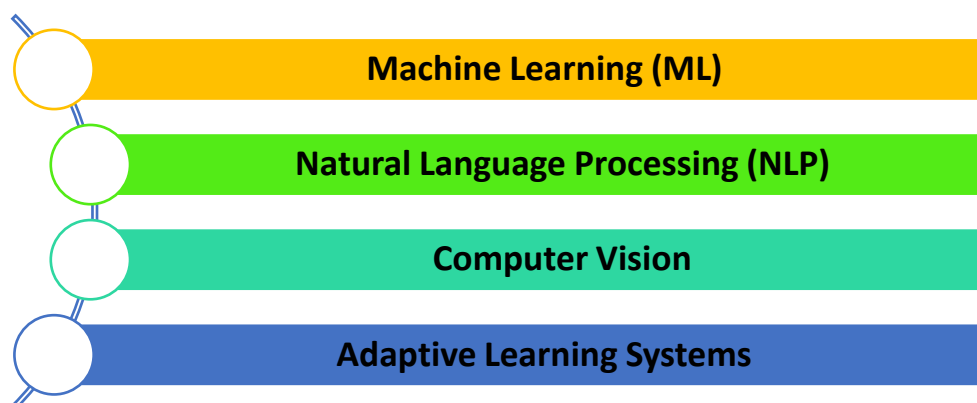 Machine Learning (ML)
Natural Language Processing (NLP)
Computer Vision
Adaptive Learning Systems